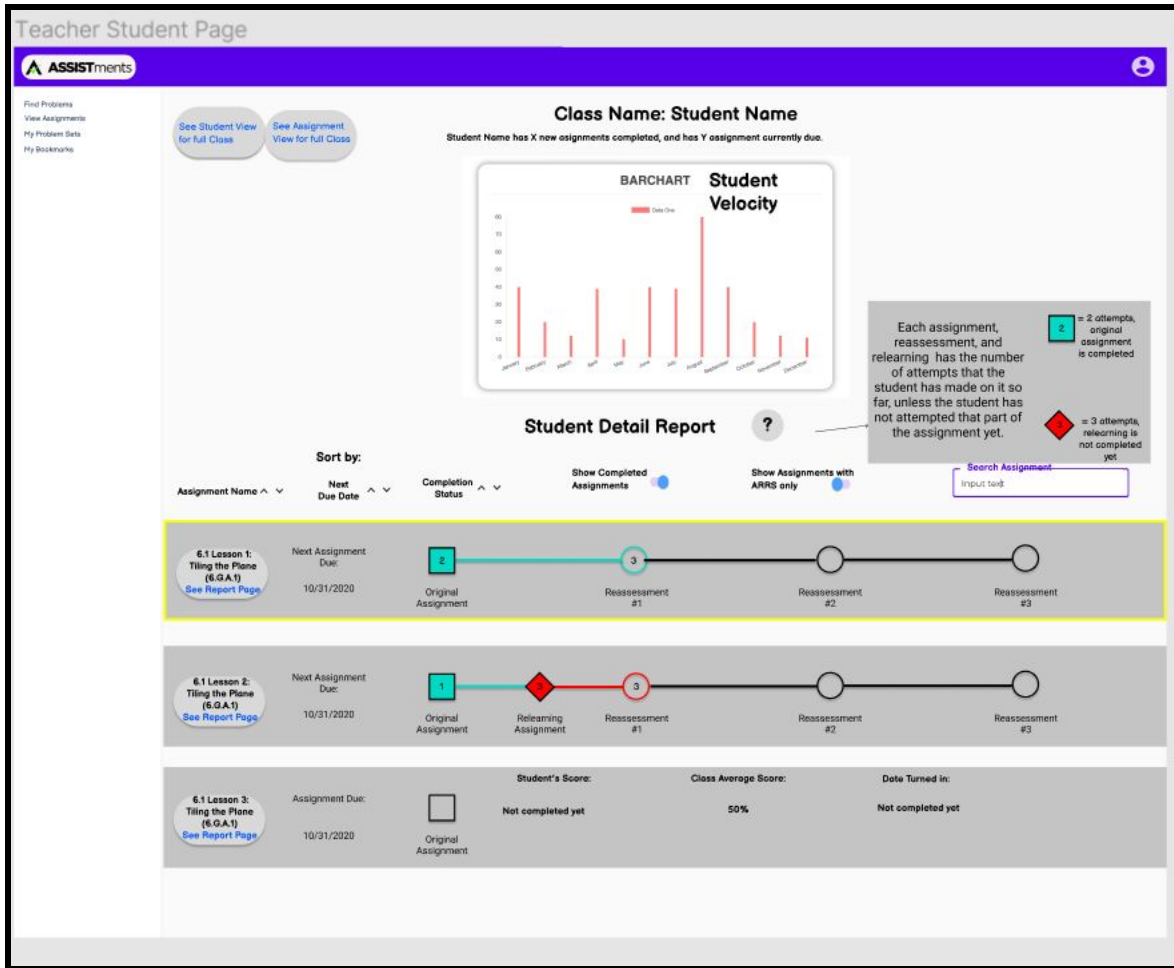 Teacher Student Page
ASSISTments
Find Problems
View Assignments
My Problem Sets
My Bookmarks
See Student View
for full Class
See Assignment
View for full Class
Class Name: Student Name
Student Name has X new asignments completed, and has Y assignment currently due.
BARCHART
Student
Velocity
Data One
80
70
60
50
40
30
20
10
0
January
February
March
April
May
June
July
August
September
October
November
December
Each assignment,
reassessment, and
relearning has the number
of attempts that the
student has made on it so
far, unless the student has
not attempted that part of
the assignment yet.
2
= 2 attempts,
original
assignment
is completed
3
= 3 attempts,
relearning is
not completed
yet
Student Detail Report
?
Sort by:
Assignment Name
Next
Due Date
Completion
Status
Show Completed
Assignments
Show Assignments with
ARRS only
Search Assignment
Input text
6.1 Lesson 1:
Tiling the Plane
(6.G.A.1)
See Report Page
Next Assignment
Due:
10/31/2020
2
3
Original
Assignment
Reassessment
#1
Reassessment
#2
Reassessment
#3
6.1 Lesson 2:
Tiling the Plane
(6.G.A.1)
See Report Page
Next Assignment
Due:
10/31/2020
1
3
3
Original
Assignment
Relearning
Assignment
Reassessment
#1
Reassessment
#2
Reassessment
#3
6.1 Lesson 3:
Tiling the Plane
(6.G.A.1)
See Report Page
Assignment Due:
10/31/2020
Original
Assignment
Student's Score:
Not completed yet
Class Average Score:
50%
Date Turned in:
Not completed yet